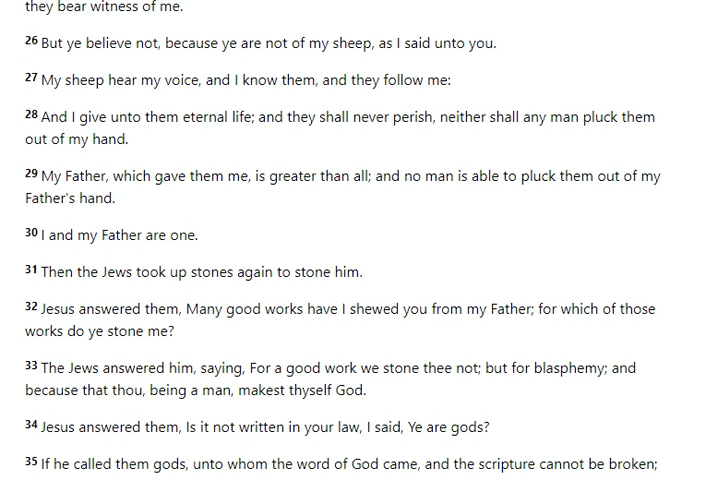 they bear witness of me.
26 But ye believe not, because ye are not of my sheep, as I said unto you.
27 My sheep hear my voice, and I know them, and they follow me:
28 And I give unto them eternal life; and they shall never perish, neither shall any man pluck them
out of my hand.
29 My Father, which gave them me, is greater than all; and no man is able to pluck them out of my
Father's hand.
30 I and my Father are one.
31 Then the Jews took up stones again to stone him.
32 Jesus answered them, Many good works have I shewed you from my Father; for which of those
works do ye stone me?
33 The Jews answered him, saying, For a good work we stone thee not; but for blasphemy; and
because that thou, being a man, makest thyself God.
34 Jesus answered them, Is it not written in your law, I said, Ye are gods?
35 If he called them gods, unto whom the word of God came, and the scripture cannot be broken;